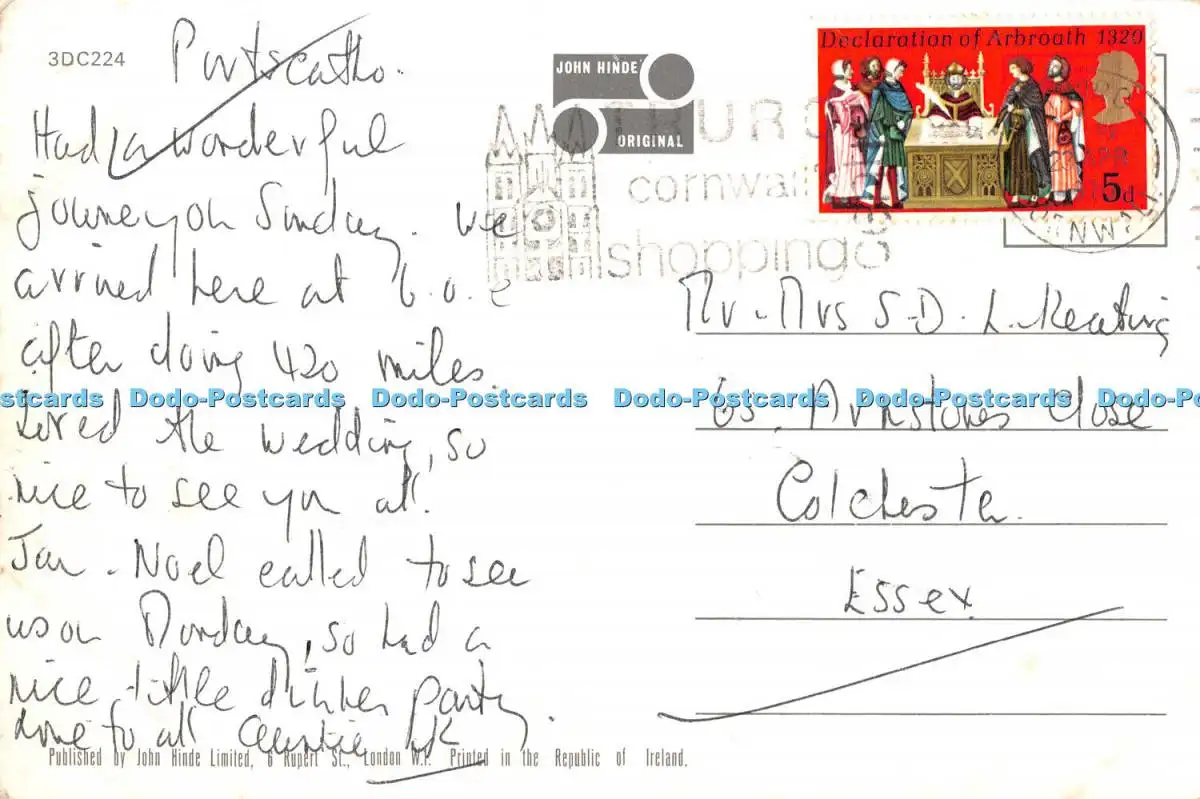 3DC224
Portscatho.
Had a wonderful
journey on Sunday. We
arrived here at 6.0.c
after doing 420 miles.
Loved the wedding, so
nice to see you all.
Jan - Noel called to see
us on Monday, so had a
nice little dinner party.
Love to all Auntie
JOHN HINDE
ORIGINAL
TRURO
cornwall
shopping
Declaration of Arbroath 1320
5d
Mr - Mrs S-D. L. Keating
Close
Colchester.
Essex
Published by John Hinde Limited, 6 Rupert St., London W.1. Printed in the Republic of Ireland.
Dodo-Postcards Dodo-Postcards Dodo-Postcards Dodo-Postcards Dodo-Postcards